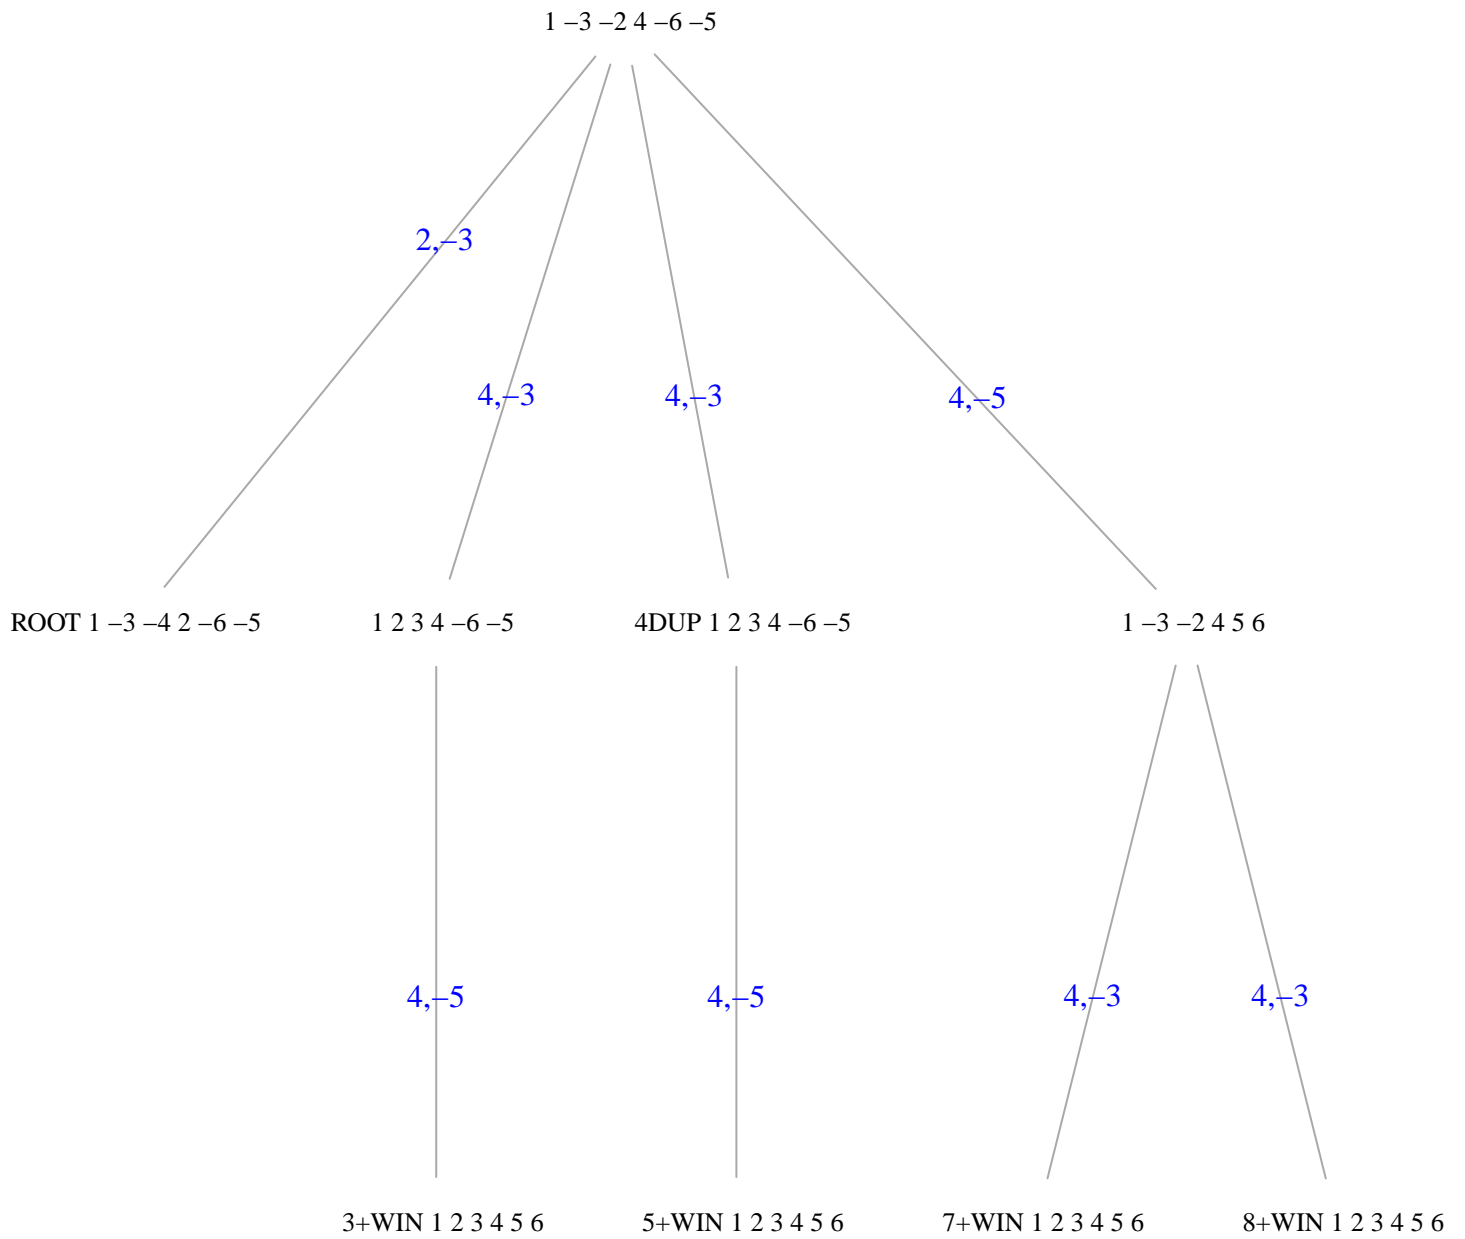 1 –3 –2 4 –6 –5
2,–3
4,–3
4,–3
4,–5
ROOT 1 –3 –4 2 –6 –5
1 2 3 4 –6 –5
4DUP 1 2 3 4 –6 –5
1 –3 –2 4 5 6
4,–5
4,–5
4,–3
4,–3
3+WIN 1 2 3 4 5 6
5+WIN 1 2 3 4 5 6
7+WIN 1 2 3 4 5 6
8+WIN 1 2 3 4 5 6